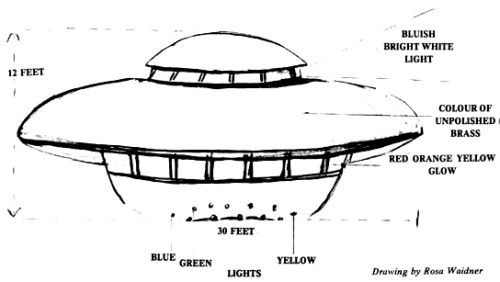 BLUISH
BRIGHT WHITE
LIGHT
12 FEET
COLOUR OF
UNPOLISHED
BRASS
RED ORANGE YELLOW
GLOW
30 FEET
BLUE
GREEN
YELLOW
LIGHTS
Drawing by Rosa Waidner